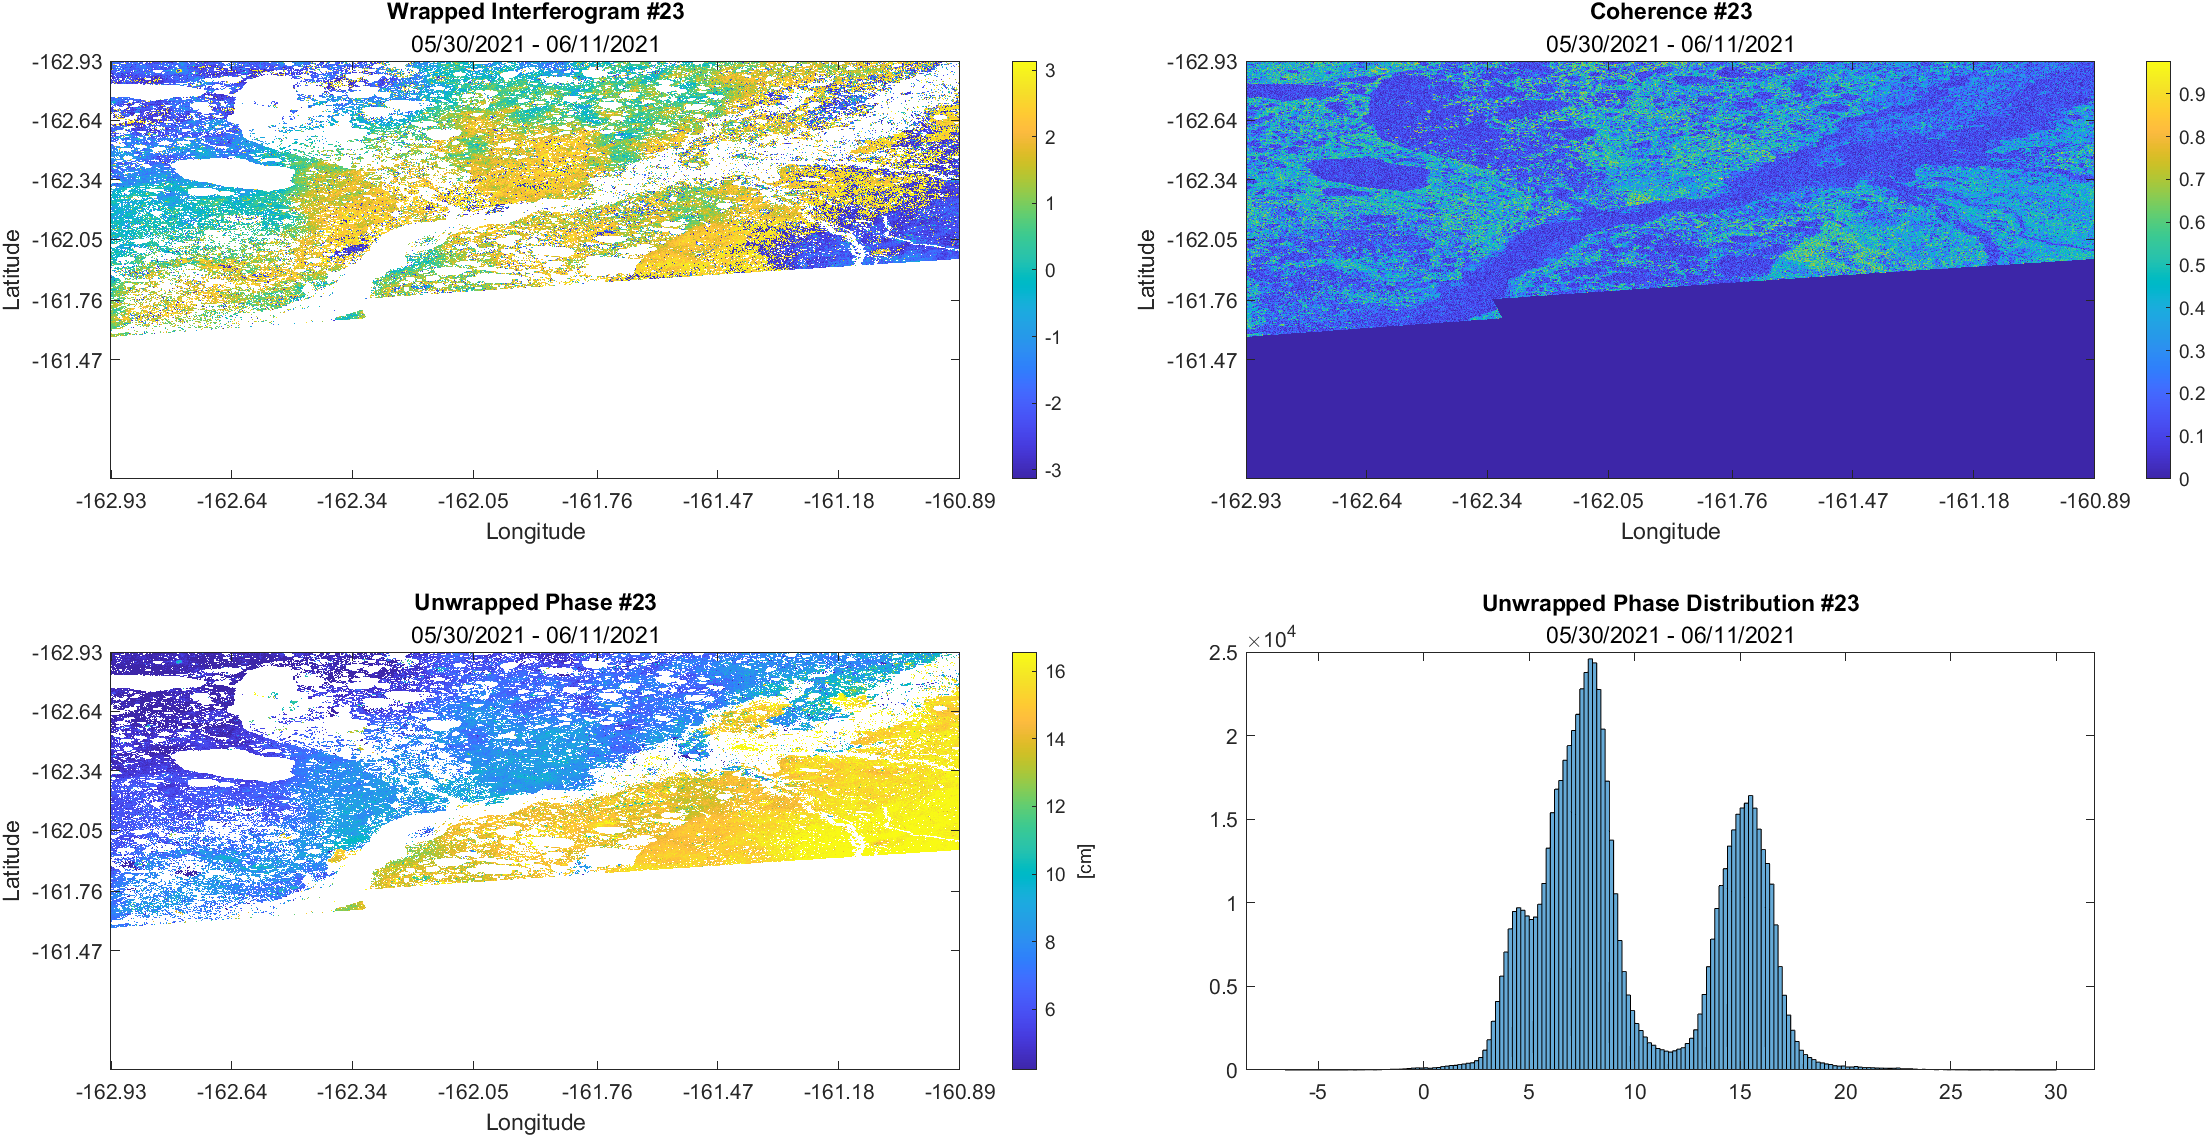 Wrapped Interferogram #23
05/30/2021 - 06/11/2021
-162.93
-162.64
-162.34
-162.05
-161.76
-161.47
Latitude
-162.93 -162.64 -162.34 -162.05 -161.76 -161.47 -161.18 -160.89
Longitude
3
2
1
0
-1
-2
-3
Coherence #23
05/30/2021 - 06/11/2021
-162.93
-162.64
-162.34
-162.05
-161.76
-161.47
Latitude
-162.93 -162.64 -162.34 -162.05 -161.76 -161.47 -161.18 -160.89
Longitude
0.9
0.8
0.7
0.6
0.5
0.4
0.3
0.2
0.1
0
Unwrapped Phase #23
05/30/2021 - 06/11/2021
-162.93
-162.64
-162.34
-162.05
-161.76
-161.47
Latitude
-162.93 -162.64 -162.34 -162.05 -161.76 -161.47 -161.18 -160.89
Longitude
16
14
12
10
8
6
[cm]
Unwrapped Phase Distribution #23
05/30/2021 - 06/11/2021
×10⁴
2.5
2
1.5
1
0.5
0
-5 0 5 10 15 20 25 30